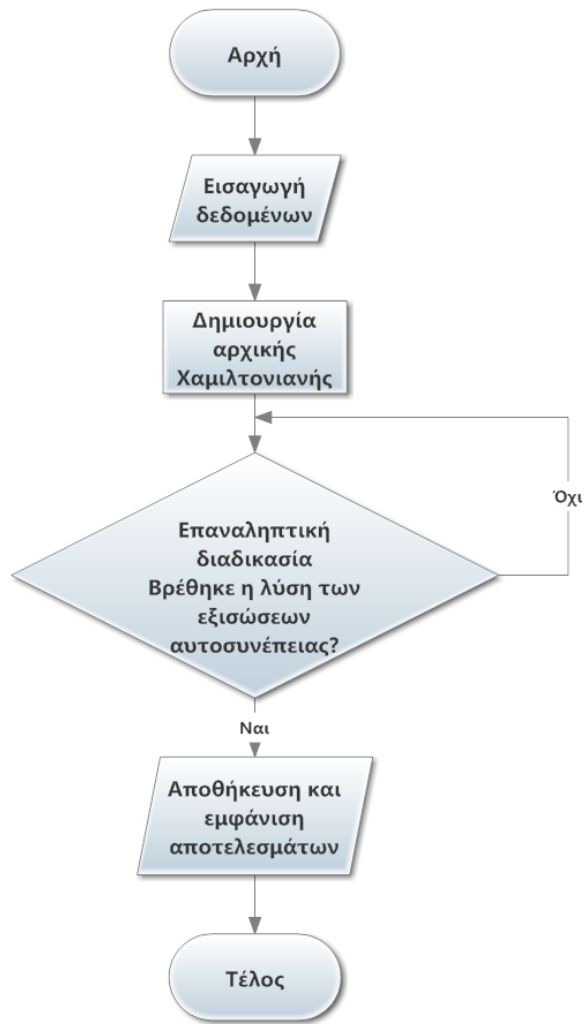 Αρχή
Εισαγωγή
δεδομένων
Δημιουργία
αρχικής
Χαμιλτονιανής
Όχι
Επαναληπτική
διαδικασία
Βρέθηκε η λύση των
εξισώσεων
αυτοσυνέπειας?
Ναι
Αποθήκευση και
εμφάνιση
αποτελεσμάτων
Τέλος